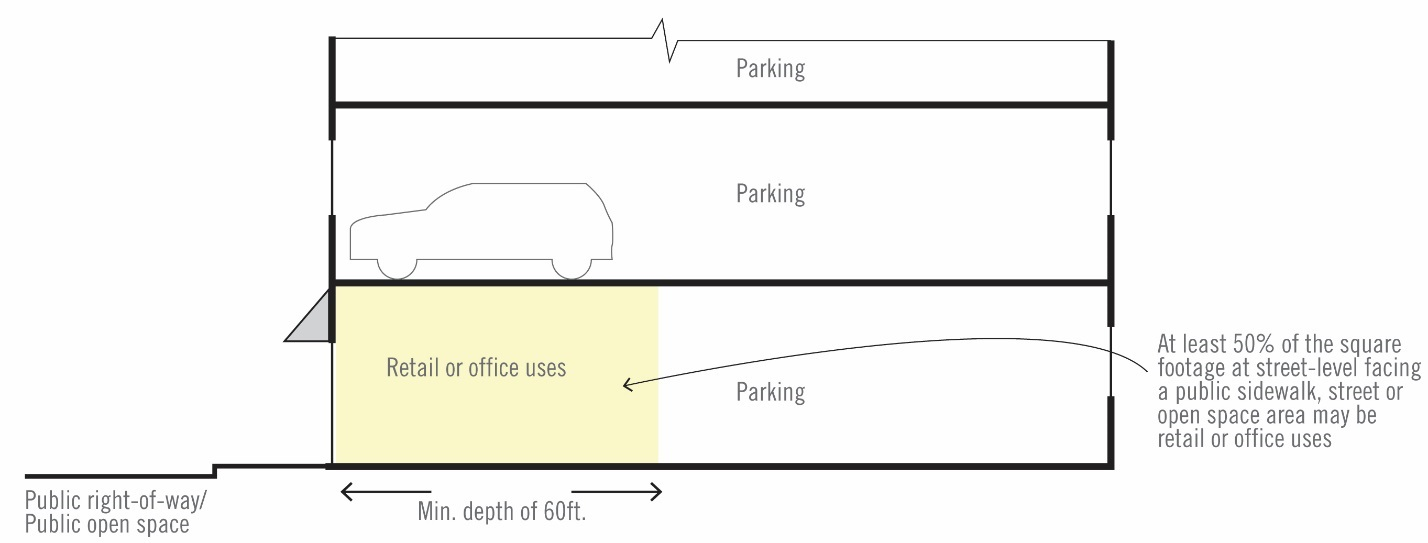 Parking
Parking
Retail or office uses
Parking
At least 50% of the square
footage at street-level facing
a public sidewalk, street or
open space area may be
retail or office uses
Public right-of-way/
Public open space
Min. depth of 60ft.